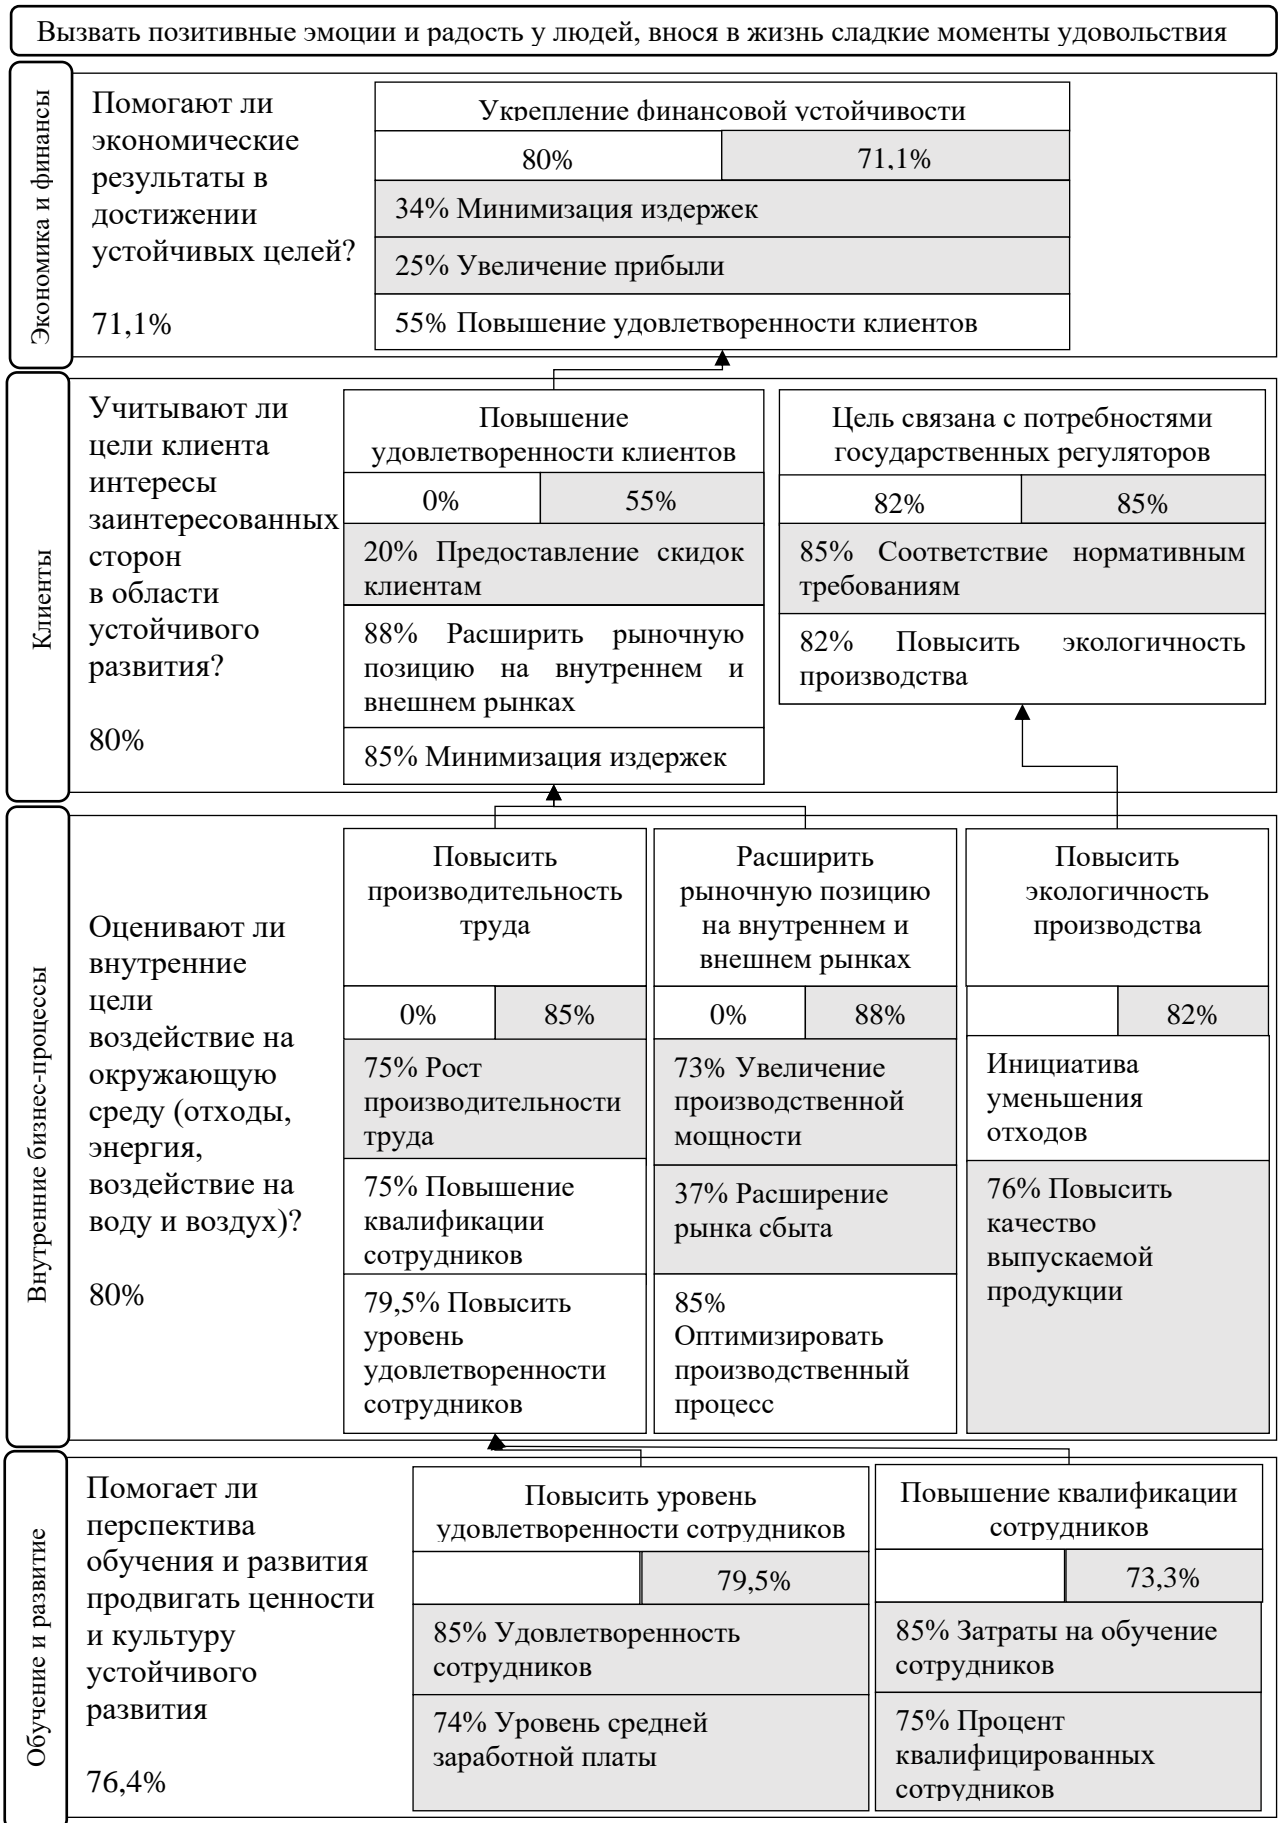 Вызвать позитивные эмоции и радость у людей, внося в жизнь сладкие моменты удовольствия
Экономика и финансы
Помогают ли
экономические
результаты в
достижении
устойчивых целей?
71,1%
Укрепление финансовой устойчивости
80%
71,1%
34% Минимизация издержек
25% Увеличение прибыли
55% Повышение удовлетворенности клиентов
Клиенты
Учитывают ли
цели клиента
интересы
заинтересованных
сторон
в области
устойчивого
развития?
80%
Повышение
удовлетворенности клиентов
0%
55%
20% Предоставление скидок
клиентам
88% Расширить рыночную
позицию на внутреннем и
внешнем рынках
85% Минимизация издержек
Цель связана с потребностями
государственных регуляторов
82%
85%
85% Соответствие нормативным
требованиям
82% Повысить экологичность
производства
Внутренние бизнес-процессы
Оценивают ли
внутренние
цели
воздействие на
окружающую
среду (отходы,
энергия,
воздействие на
воду и воздух)?
80%
Повысить
производительность
труда
0%
85%
75% Рост
производительности
труда
75% Повышение
квалификации
сотрудников
79,5% Повысить
уровень
удовлетворенности
сотрудников
Расширить
рыночную позицию
на внутреннем и
внешнем рынках
0%
88%
73% Увеличение
производственной
мощности
37% Расширение
рынка сбыта
85%
Оптимизировать
производственный
процесс
Повысить
экологичность
производства
82%
Инициатива
уменьшения
отходов
76% Повысить
качество
выпускаемой
продукции
Обучение и развитие
Помогает ли
перспектива
обучения и развития
продвигать ценности
и культуру
устойчивого
развития
76,4%
Повысить уровень
удовлетворенности сотрудников
79,5%
85% Удовлетворенность
сотрудников
74% Уровень средней
заработной платы
Повышение квалификации
сотрудников
73,3%
85% Затраты на обучение
сотрудников
75% Процент
квалифицированных
сотрудников